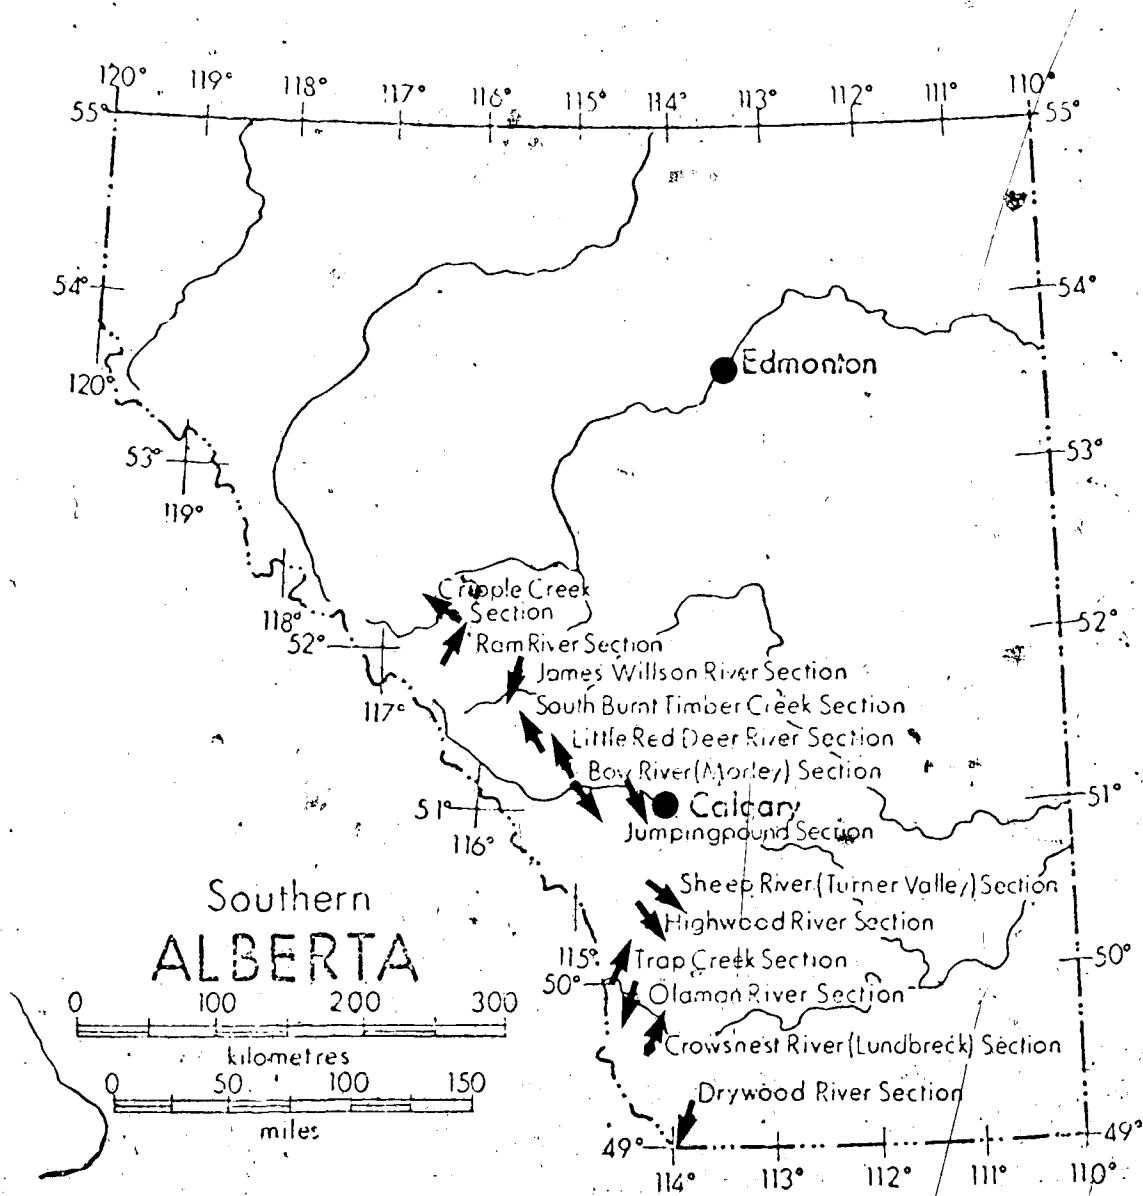 120° 119° 118° 117° 116° 115° 114° 113° 112° 111° 110°
55° 55°
54° 54°
Edmonton
120°
53° 53°
119°
Cripple Creek
Section
118°
52° 52°
Ram River Section
James Willson River Section
117°
South Burnt Timber Creek Section
Little Red Deer River Section
Bow River (Morley) Section
51° 51°
Calgary
116°
Jumpingpound Section
Sheep River (Turner Valley) Section
Southern
Highwood River Section
ALBERTA
115°
Trap Creek Section
50° 50°
Oldman River Section
0 100 200 300
kilometres
Crowsnest River (Lundbreck) Section
0 50 100 150
miles
Drywood River Section
49° 49°
114° 113° 112° 111° 110°